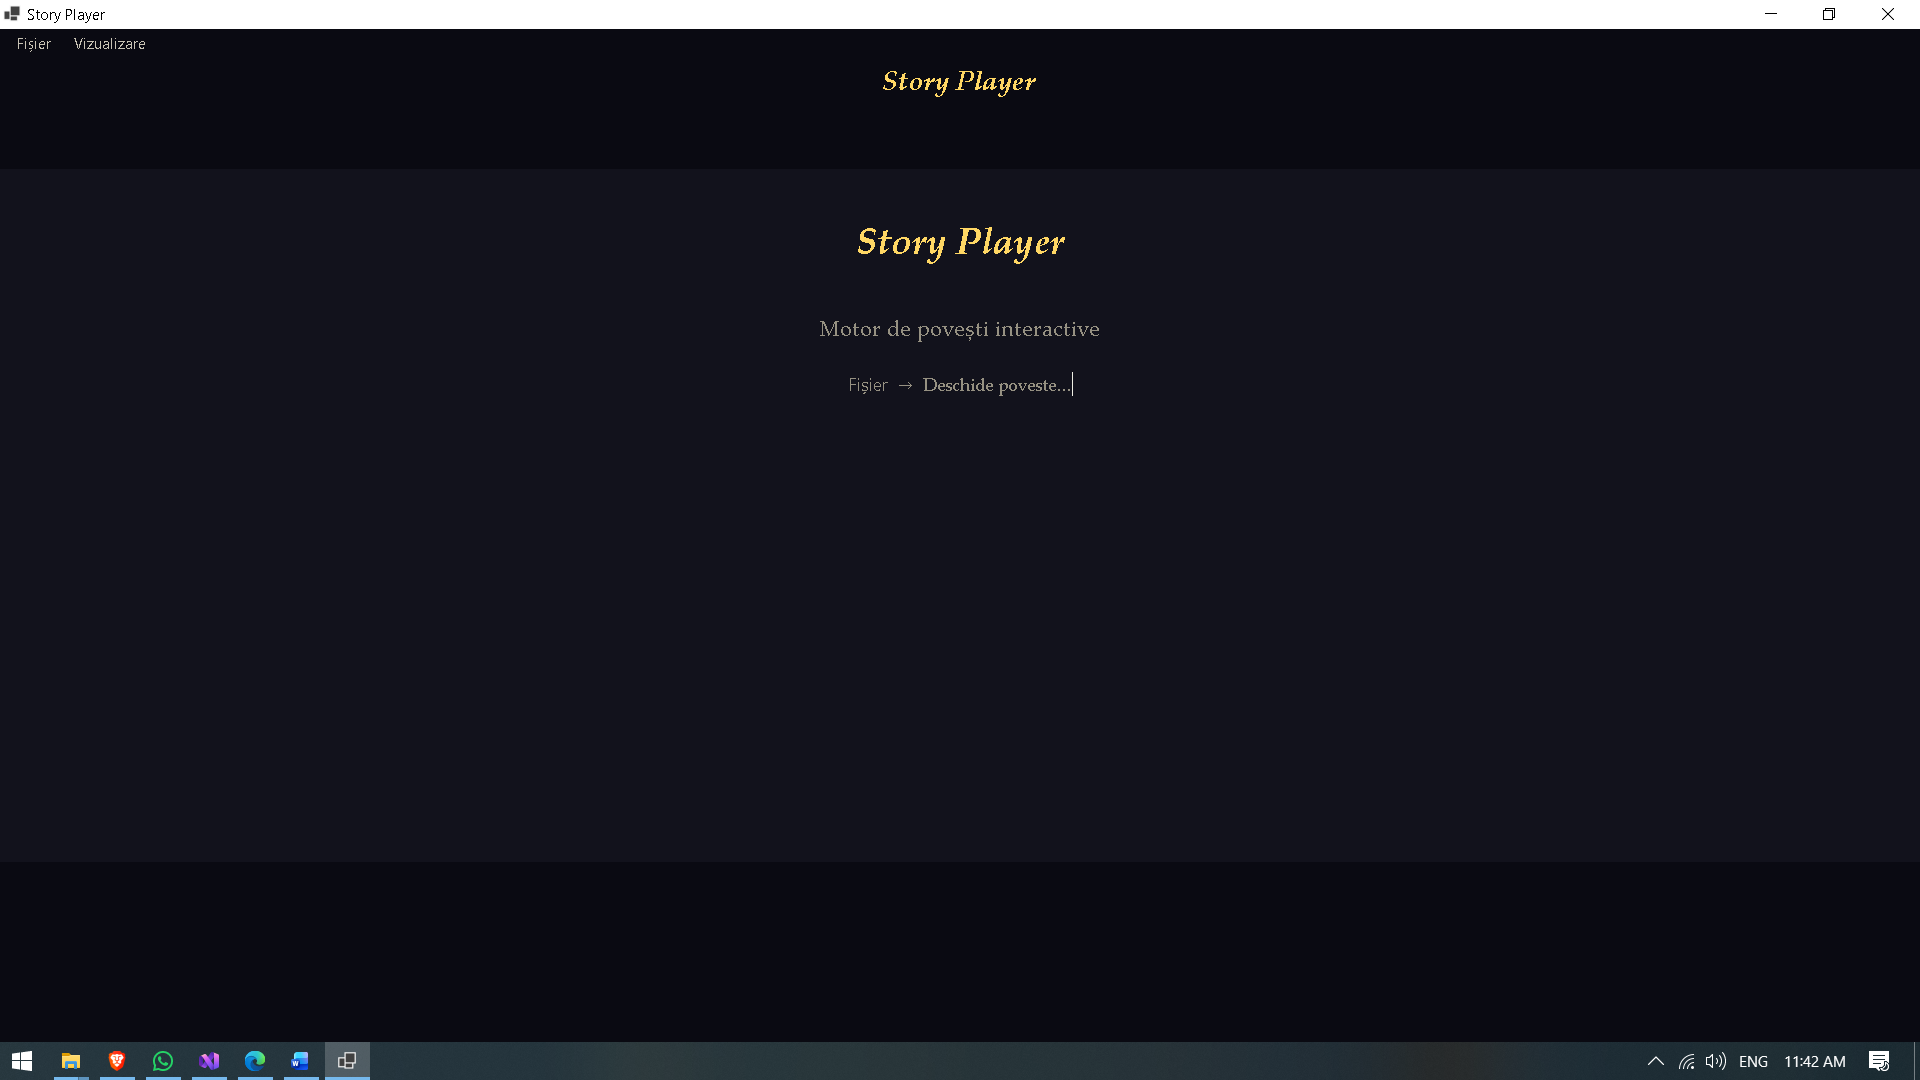 Story Player
Fișier Vizualizare
Story Player
Story Player
Motor de povești interactive
Fișier → Deschide poveste...
ENG 11:42 AM